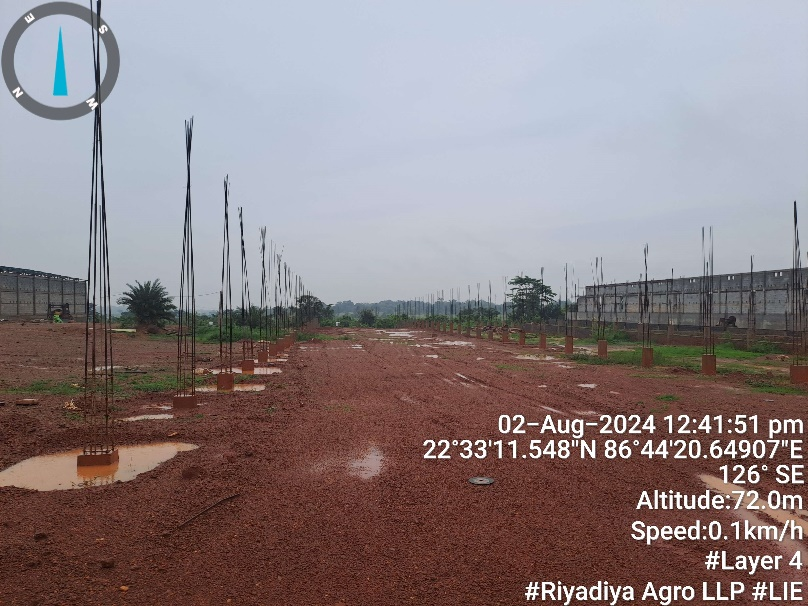 E
S
N
W
02-Aug-2024 12:41:51 pm
22°33'11.548"N 86°44'20.64907"E
126° SE
Altitude:72.0m
Speed:0.1km/h
#Layer 4
#Riyadiya Agro LLP #LIE